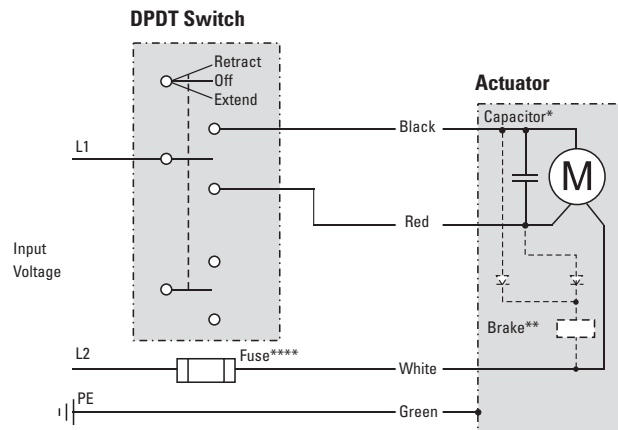 DPDT Switch
Retract
Off
Extend
Actuator
Capacitor*
Black
L1
M
Red
Input
Voltage
Brake**
L2
Fuse****
White
PE
Green